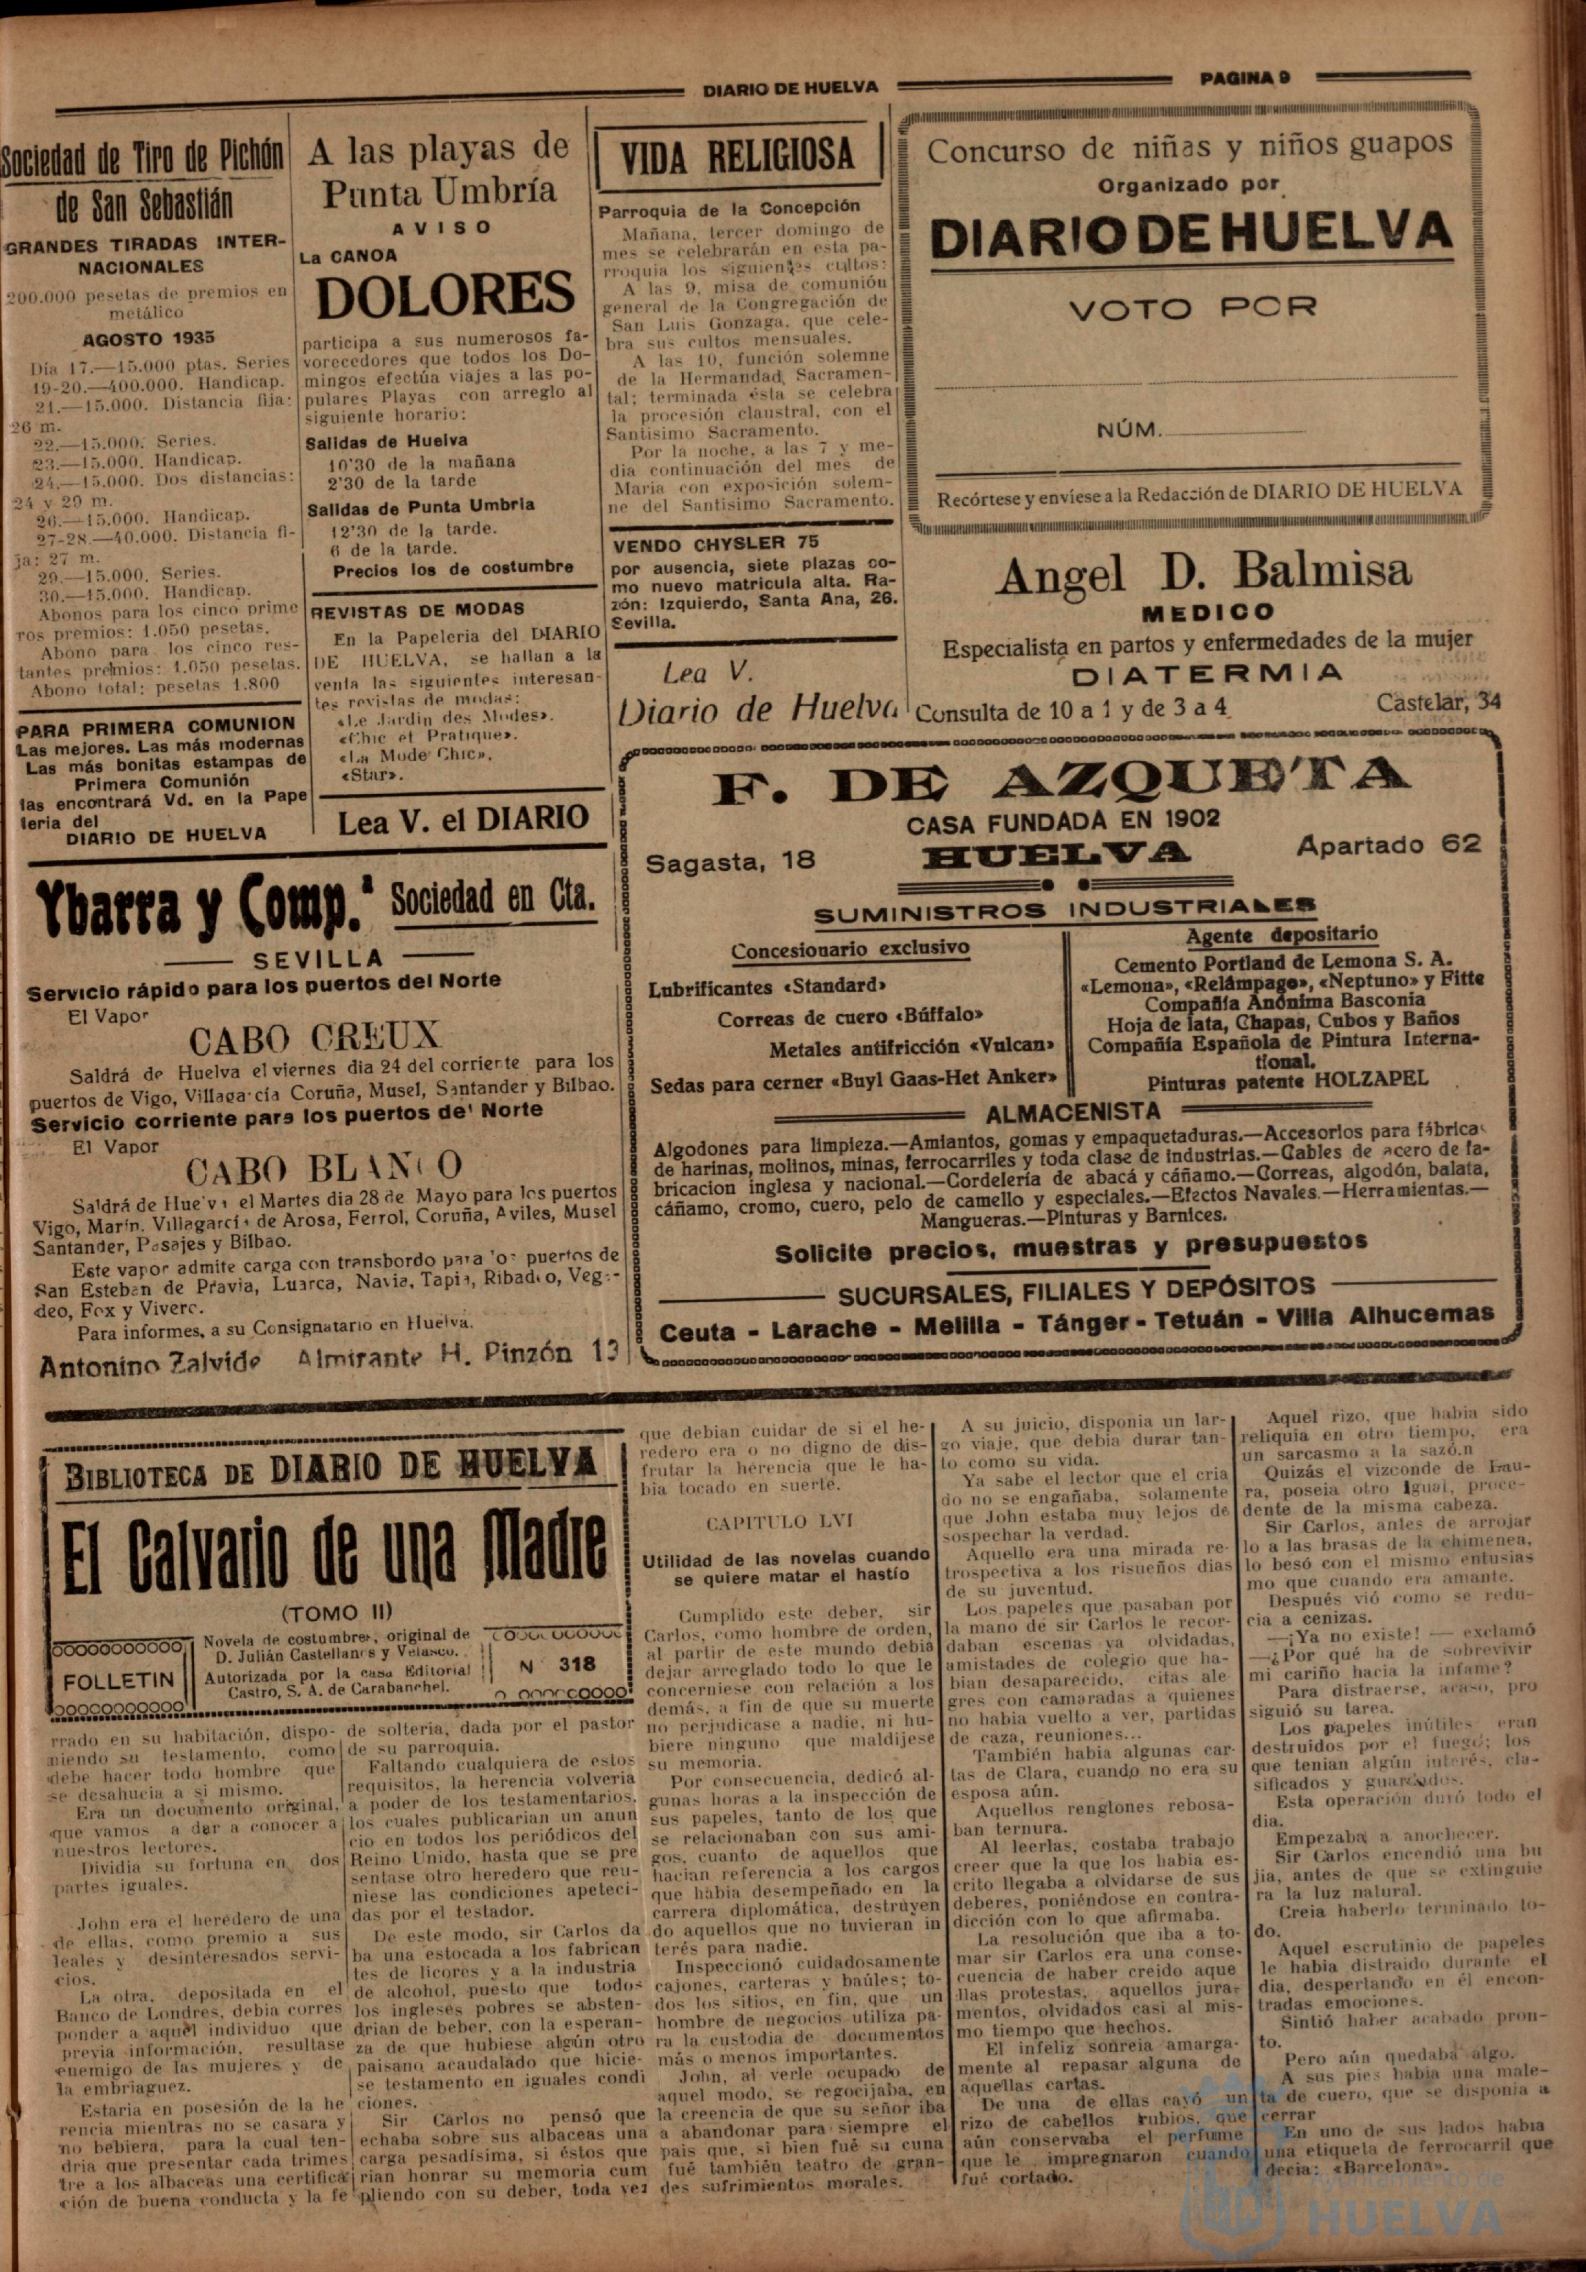 DIARIO DE HUELVA
PAGINA 9
Sociedad de Tiro de Pichón
de San Sebastián
GRANDES TIRADAS INTER-
NACIONALES
200.000 pesetas de premios en
metálico
AGOSTO 1935
Día 17.—15.000 ptas. Series
19-20.—400.000. Handicap.
21.—15.000. Distancia fija:
26 m.
22.—15.000. Series.
23.—15.000. Handicap.
24.—15.000. Dos distancias:
24 y 29 m.
26.—15.000. Handicap.
27-28.—40.000. Distancia fi-
ja: 27 m.
29.—15.000. Series.
30.—15.000. Handicap.
Abonos para los cinco prime
ros premios: 1.050 pesetas.
Abono para los cinco res-
tantes premios: 1.050 pesetas.
Abono total: pesetas 1.800
PARA PRIMERA COMUNION
Las mejores. Las más modernas
Las más bonitas estampas de
Primera Comunión
las encontrará Vd. en la Pape
leria del
DIARIO DE HUELVA
A las playas de
Punta Umbría
AVISO
La CANOA
DOLORES
participa a sus numerosos fa-
vorecedores que todos los Do-
mingos efectúa viajes a las po-
pulares Playas con arreglo al
siguiente horario:
Salidas de Huelva
10'30 de la mañana
2'30 de la tarde
Salidas de Punta Umbria
12'30 de la tarde.
6 de la tarde.
Precios los de costumbre
REVISTAS DE MODAS
En la Papeleria del DIARIO
DE HUELVA, se hallan a la
venta las siguientes interesan-
tes revistas de modas:
«Le Jardin des Modes».
«Chic et Pratique».
«La Mode Chic».
«Star».
Lea V. el DIARIO
VIDA RELIGIOSA
Parroquia de la Concepción
Mañana, tercer domingo de
mes se celebrarán en esta pa-
rroquia los siguientes cultos:
A las 9, misa de comunión
general de la Congregación de
San Luis Gonzaga, que cele-
bra sus cultos mensuales.
A las 10, función solemne
de la Hermandad Sacramen-
tal; terminada ésta se celebra
la procesión claustral, con el
Santísimo Sacramento.
Por la noche, a las 7 y me-
dia continuación del mes de
María con exposición solem-
ne del Santísimo Sacramento.
VENDO CHYSLER 75
por ausencia, siete plazas co-
mo nuevo matricula alta. Ra-
zón: Izquierdo, Santa Ana, 26.
Sevilla.
Lea V.
Diario de Huelva
Concurso de niñas y niños guapos
Organizado por
DIARIO DE HUELVA
VOTO POR
NÚM.
Recórtese y envíese a la Redacción de DIARIO DE HUELVA
Angel D. Balmisa
MEDICO
Especialista en partos y enfermedades de la mujer
DIATERMIA
Consulta de 10 a 1 y de 3 a 4
Castelar, 34
Ybarra y Comp.ª Sociedad en Cta.
SEVILLA
Servicio rápido para los puertos del Norte
El Vapor
CABO CREUX
Saldrá de Huelva el viernes dia 24 del corriente para los
puertos de Vigo, Villagarcía Coruña, Musel, Santander y Bilbao.
Servicio corriente para los puertos del Norte
El Vapor
CABO BLANCO
Saldrá de Huelva el Martes dia 28 de Mayo para los puertos
Vigo, Marín, Villagarcía de Arosa, Ferrol, Coruña, Aviles, Musel
Santander, Pasajes y Bilbao.
Este vapor admite carga con transbordo para los puertos de
San Esteban de Pravia, Luarca, Navia, Tapia, Ribadeo, Vega-
deo, Fox y Vivero.
Para informes, a su Consignatario en Huelva,
Antonino Zalvide Almirante H. Pinzón 13
F. DE AZQUETA
CASA FUNDADA EN 1902
Sagasta, 18
HUELVA
Apartado 62
SUMINISTROS INDUSTRIALES
Concesionario exclusivo
Lubrificantes «Standard»
Correas de cuero «Búffalo»
Metales antifricción «Vulcan»
Sedas para cerner «Buyl Gaas-Het Anker»
Agente depositario
Cemento Portland de Lemona S. A.
«Lemona», «Relámpago», «Neptuno» y Fitte
Compañía Anónima Basconia
Hoja de lata, Chapas, Cubos y Baños
Compañía Española de Pintura Interna-
tional.
Pinturas patente HOLZAPEL
ALMACENISTA
Algodones para limpieza.—Amiantos, gomas y empaquetaduras.—Accesorios para fábrica
de harinas, molinos, minas, ferrocarriles y toda clase de industrias.—Cables de acero de fa-
bricacion inglesa y nacional.—Cordelería de abacá y cáñamo.—Correas, algodón, balata,
cáñamo, cromo, cuero, pelo de camello y especiales.—Efectos Navales.—Herramientas.—
Mangueras.—Pinturas y Barnices.
Solicite precios, muestras y presupuestos
SUCURSALES, FILIALES Y DEPÓSITOS
Ceuta - Larache - Melilla - Tánger - Tetuán - Villa Alhucemas
BIBLIOTECA DE DIARIO DE HUELVA
El Calvario de una Madre
(TOMO II)
FOLLETIN
Novela de costumbres, original de
D. Julián Castellanos y Velasco.
Autorizada por la casa Editorial
Castro, S. A. de Carabanchel.
N 318
rrado en su habitación, dispo-
niendo su testamento, como
debe hacer todo hombre que
se desahucia a si mismo.
Era un documento original,
que vamos a dar a conocer a
nuestros lectores.
Dividia su fortuna en dos
partes iguales.
John era el heredero de una
de ellas, como premio a sus
leales y desinteresados servi-
cios.
La otra, depositada en el
Banco de Londres, debia corres
ponder a aquel individuo que
previa información, resultase
enemigo de las mujeres y de
la embriaguez.
Estaria en posesión de la he
rencia mientras no se casara y
no bebiera, para la cual ten-
dria que presentar cada trimes
tre a los albaceas una certifica
ción de buena conducta y la fe
de solteria, dada por el pastor
de su parroquia.
Faltando cualquiera de estos
requisitos, la herencia volveria
a poder de los testamentarios,
los cuales publicarian un anun
cio en todos los periódicos del
Reino Unido, hasta que se pre
sentase otro heredero que reu-
niese las condiciones apeteci-
das por el testador.
De este modo, sir Carlos da
ba una estocada a los fabrican
tes de licores y a la industria
de alcohol, puesto que todos
los ingleses pobres se absten-
drian de beber, con la esperan-
za de que hubiese algún otro
paisano acaudalado que hicie-
se testamento en iguales condi
ciones.
Sir Carlos no pensó que
echaba sobre sus albaceas una
carga pesadísima, si éstos que
rian honrar su memoria cum
pliendo con su deber, toda vez
que debian cuidar de si el he-
redero era o no digno de dis-
frutar la herencia que le ha-
bia tocado en suerte.
CAPITULO LVI
Utilidad de las novelas cuando
se quiere matar el hastío
Cumplido este deber, sir
Carlos, como hombre de orden,
al partir de este mundo debia
dejar arreglado todo lo que le
concerniese con relación a los
demás, a fin de que su muerte
no perjudicase a nadie, ni hu-
biere ninguno que maldijese
su memoria.
Por consecuencia, dedicó al-
gunas horas a la inspección de
sus papeles, tanto de los que
se relacionaban con sus ami-
gos, cuanto de aquellos que
hacian referencia a los cargos
que habia desempeñado en la
carrera diplomática, destruyen
do aquellos que no tuvieran in
terés para nadie.
Inspeccionó cuidadosamente
cajones, carteras y baúles; to-
dos los sitios, en fin, que un
hombre de negocios utiliza pa-
ra la custodia de documentos
más o menos importantes.
John, al verle ocupado de
aquel modo, se regocijaba, en
la creencia de que su señor iba
a abandonar para siempre el
pais que, si bien fué su cuna
fué también teatro de gran-
des sufrimientos morales.
A su juicio, disponia un lar-
go viaje, que debia durar tan-
to como su vida.
Ya sabe el lector que el cria
do no se engañaba, solamente
que John estaba muy lejos de
sospechar la verdad.
Aquello era una mirada re-
trospectiva a los risueños dias
de su juventud.
Los papeles que pasaban por
la mano de sir Carlos le recor-
daban escenas ya olvidadas,
amistades de colegio que ha-
bian desaparecido, citas ale-
gres con camaradas a quienes
no habia vuelto a ver, partidas
de caza, reuniones...
También habia algunas car-
tas de Clara, cuando no era su
esposa aún.
Aquellos renglones rebosa-
ban ternura.
Al leerlas, costaba trabajo
creer que la que los habia es-
crito llegaba a olvidarse de sus
deberes, poniéndose en contra-
dicción con lo que afirmaba.
La resolución que iba a to-
mar sir Carlos era una conse-
cuencia de haber creido aque
llas protestas, aquellos jura-
mentos, olvidados casi al mis-
mo tiempo que hechos.
El infeliz sonreia amarga-
mente al repasar alguna de
aquellas cartas.
De una de ellas cayó un
rizo de cabellos rubios, que
aún conservaba el perfume
que le impregnaron cuando
fué cortado.
Aquel rizo, que habia sido
reliquia en otro tiempo, era
un sarcasmo a la sazó.n
Quizás el vizconde de Lau-
ra, poseia otro igual, proce-
dente de la misma cabeza.
Sir Carlos, antes de arrojar
lo a las brasas de la chimenea,
lo besó con el mismo entusias
mo que cuando era amante.
Después vió como se redu-
cia a cenizas.
—¡Ya no existe! — exclamó
—¿Por qué ha de sobrevivir
mi cariño hacia la infame?
Para distraerse, acaso, pro
siguió su tarea.
Los papeles inútiles eran
destruidos por el fuego; los
que tenian algún interés, cla-
sificados y guardados.
Esta operación duró todo el
dia.
Empezaba a anochecer.
Sir Carlos encendió una bu
jia, antes de que se extinguie
ra la luz natural.
Creia haberlo terminado to-
do.
Aquel escrutinio de papeles
le habia distraido durante el
dia, despertando en él encon-
tradas emociones.
Sintió haber acabado pron-
to.
Pero aún quedaba algo.
A sus pies habia una male-
ta de cuero, que se disponia a
cerrar
En uno de sus lados habia
una etiqueta de ferrocarril que
decia: «Barcelona».
Ayuntamiento de
HUELVA